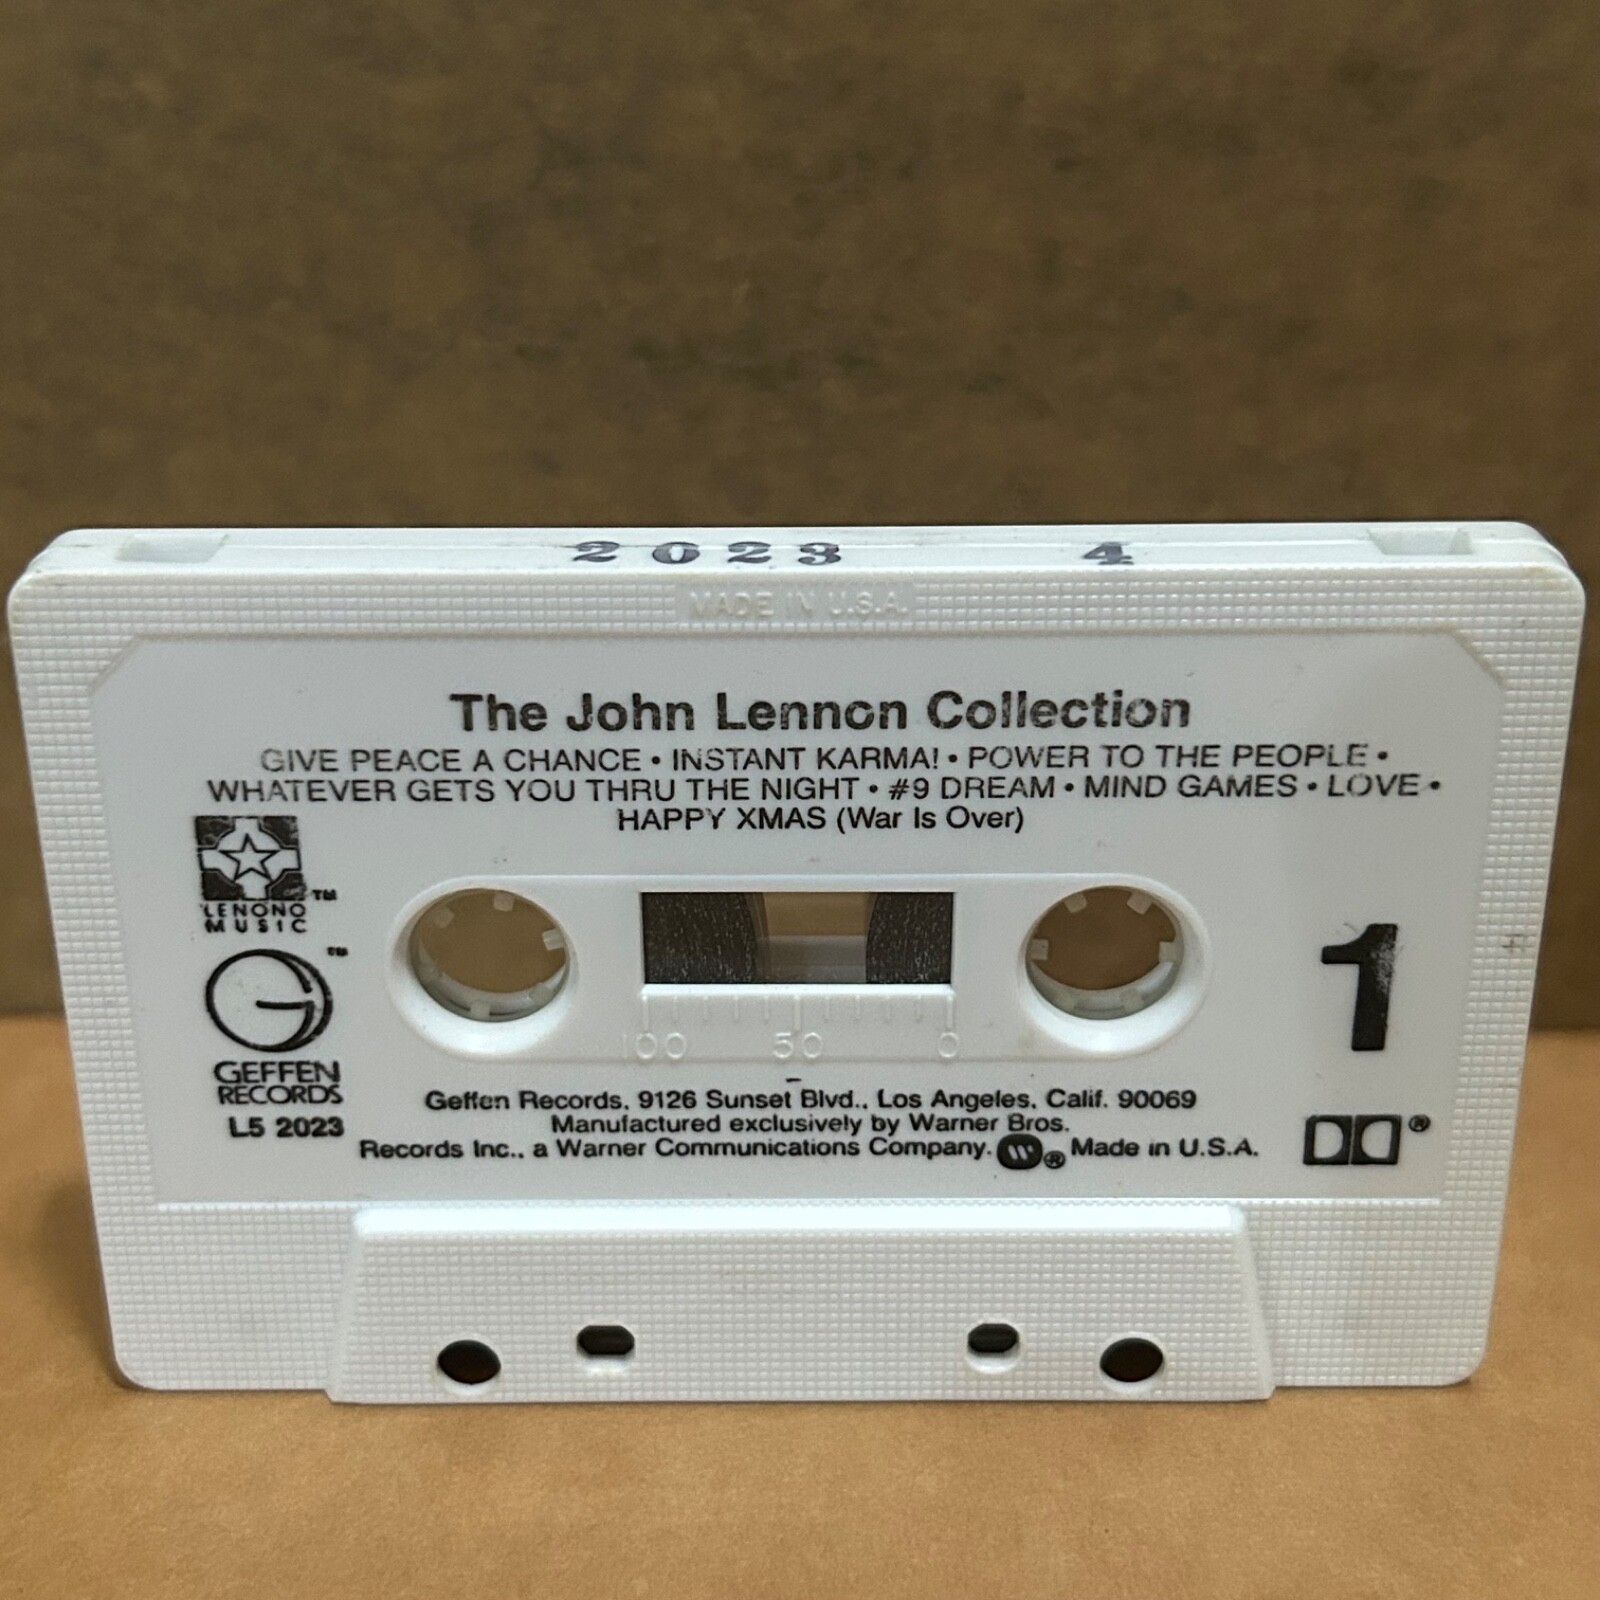 2023 4
MADE IN U.S.A.
The John Lennon Collection
GIVE PEACE A CHANCE • INSTANT KARMA! • POWER TO THE PEOPLE •
WHATEVER GETS YOU THRU THE NIGHT • #9 DREAM • MIND GAMES • LOVE •
HAPPY XMAS (War Is Over)
TM
LENONO
MUSIC
TM
G
GEFFEN
RECORDS
L5 2023
100 50 0
1
Geffen Records, 9126 Sunset Blvd., Los Angeles, Calif. 90069
Manufactured exclusively by Warner Bros.
Records Inc., a Warner Communications Company. W® Made in U.S.A.
®